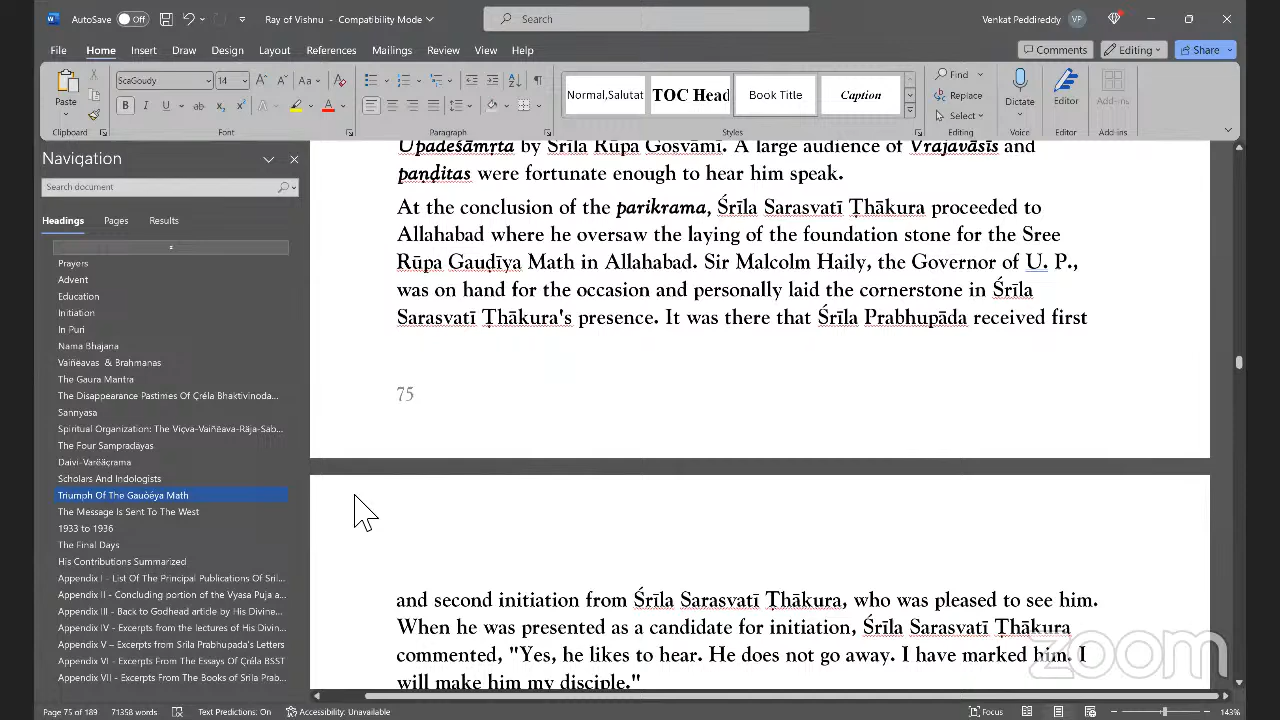 AutoSave Off Ray of Vishnu - Compatibility Mode Search Venkat Peddireddy VP
File Home Insert Draw Design Layout References Mailings Review View Help Comments Editing Share
Paste ScaGoudy 14 Normal,Salutat TOC Head Book Title Caption Find Replace Select Dictate Editor Add-ins
Clipboard Font Paragraph Styles Editing Voice Editor Add-ins
Navigation
Search document
Headings Pages Results
Prayers
Advent
Education
Initiation
In Puri
Nama Bhajana
Vaiñëavas & Brahmanas
The Gaura Mantra
The Disappearance Pastimes Of Çréla Bhaktivinoda...
Sannyasa
Spiritual Organization: The Viçva-Vaiñëava-Räja-Sab...
The Four Sampradäyas
Daivi-Varëäçrama
Scholars And Indologists
Triumph Of The Gauòéya Math
The Message Is Sent To The West
1933 to 1936
The Final Days
His Contributions Summarized
Appendix I - List Of The Principal Publications Of Sril...
Appendix II - Concluding portion of the Vyasa Puja a...
Appendix III - Back to Godhead article by His Divine...
Appendix IV - Excerpts from the lectures of His Divin...
Appendix V – Excerpts from Srila Prabhupada's Letters
Appendix VI - Excerpts From The Essays Of Çréla BSST
Appendix VII - Excerpts From The Books of Srila Prab...
Upadeśāmṛta by Śrīla Rūpa Gosvāmī. A large audience of Vrajavāsīs and
paṇḍitas were fortunate enough to hear him speak.
At the conclusion of the parikrama, Śrīla Sarasvatī Ṭhākura proceeded to
Allahabad where he oversaw the laying of the foundation stone for the Sree
Rūpa Gauḍīya Math in Allahabad. Sir Malcolm Haily, the Governor of U. P.,
was on hand for the occasion and personally laid the cornerstone in Śrīla
Sarasvatī Ṭhākura's presence. It was there that Śrīla Prabhupāda received first
75
and second initiation from Śrīla Sarasvatī Ṭhākura, who was pleased to see him.
When he was presented as a candidate for initiation, Śrīla Sarasvatī Ṭhākura
commented, "Yes, he likes to hear. He does not go away. I have marked him. I
will make him my disciple."
zoom
Page 75 of 189 71358 words Text Predictions: On Accessibility: Unavailable Focus 143%